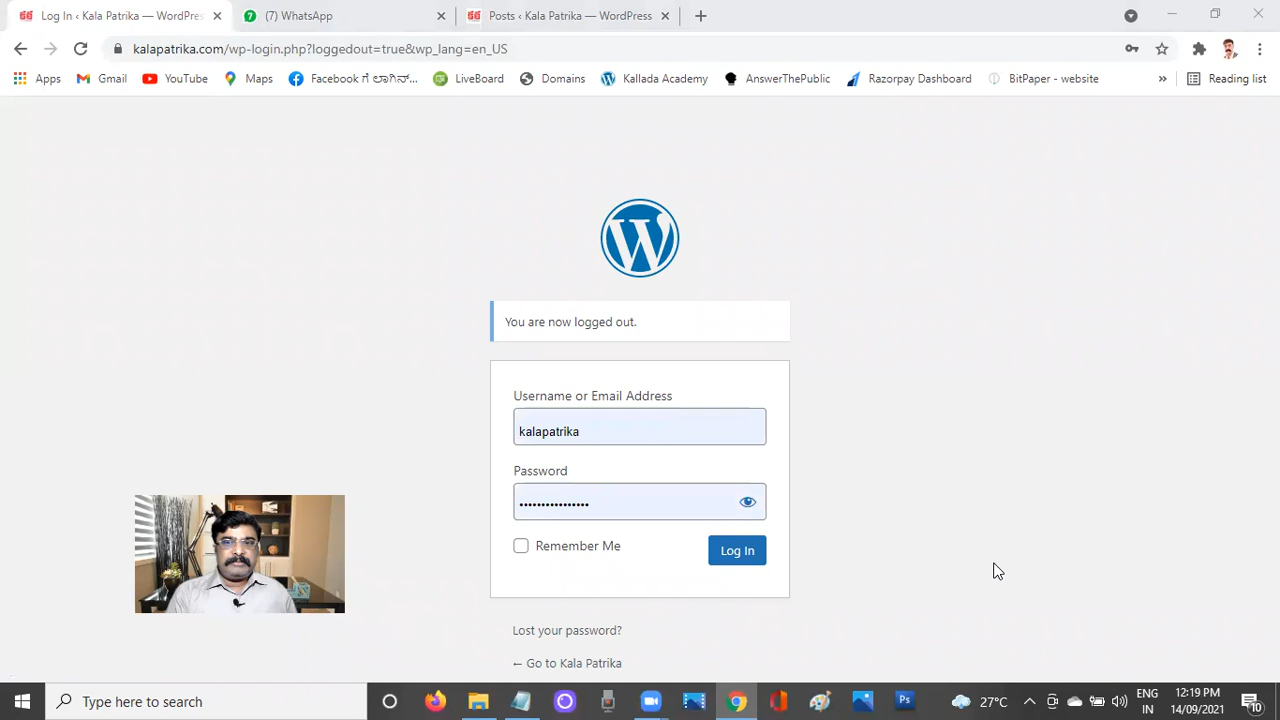 Log In ‹ Kala Patrika — WordPres
(7) WhatsApp
Posts ‹ Kala Patrika — WordPress
kalapatrika.com/wp-login.php?loggedout=true&wp_lang=en_US
Apps
Gmail
YouTube
Maps
Facebook ಗೆ ಲಾಗಿನ್...
LiveBoard
Domains
Kallada Academy
AnswerThePublic
Razorpay Dashboard
BitPaper - website
»
Reading list
You are now logged out.
Username or Email Address
kalapatrika
Password
••••••••••••••••
Remember Me
Log In
Lost your password?
← Go to Kala Patrika
Type here to search
27°C
ENG
IN
12:19 PM
14/09/2021
10